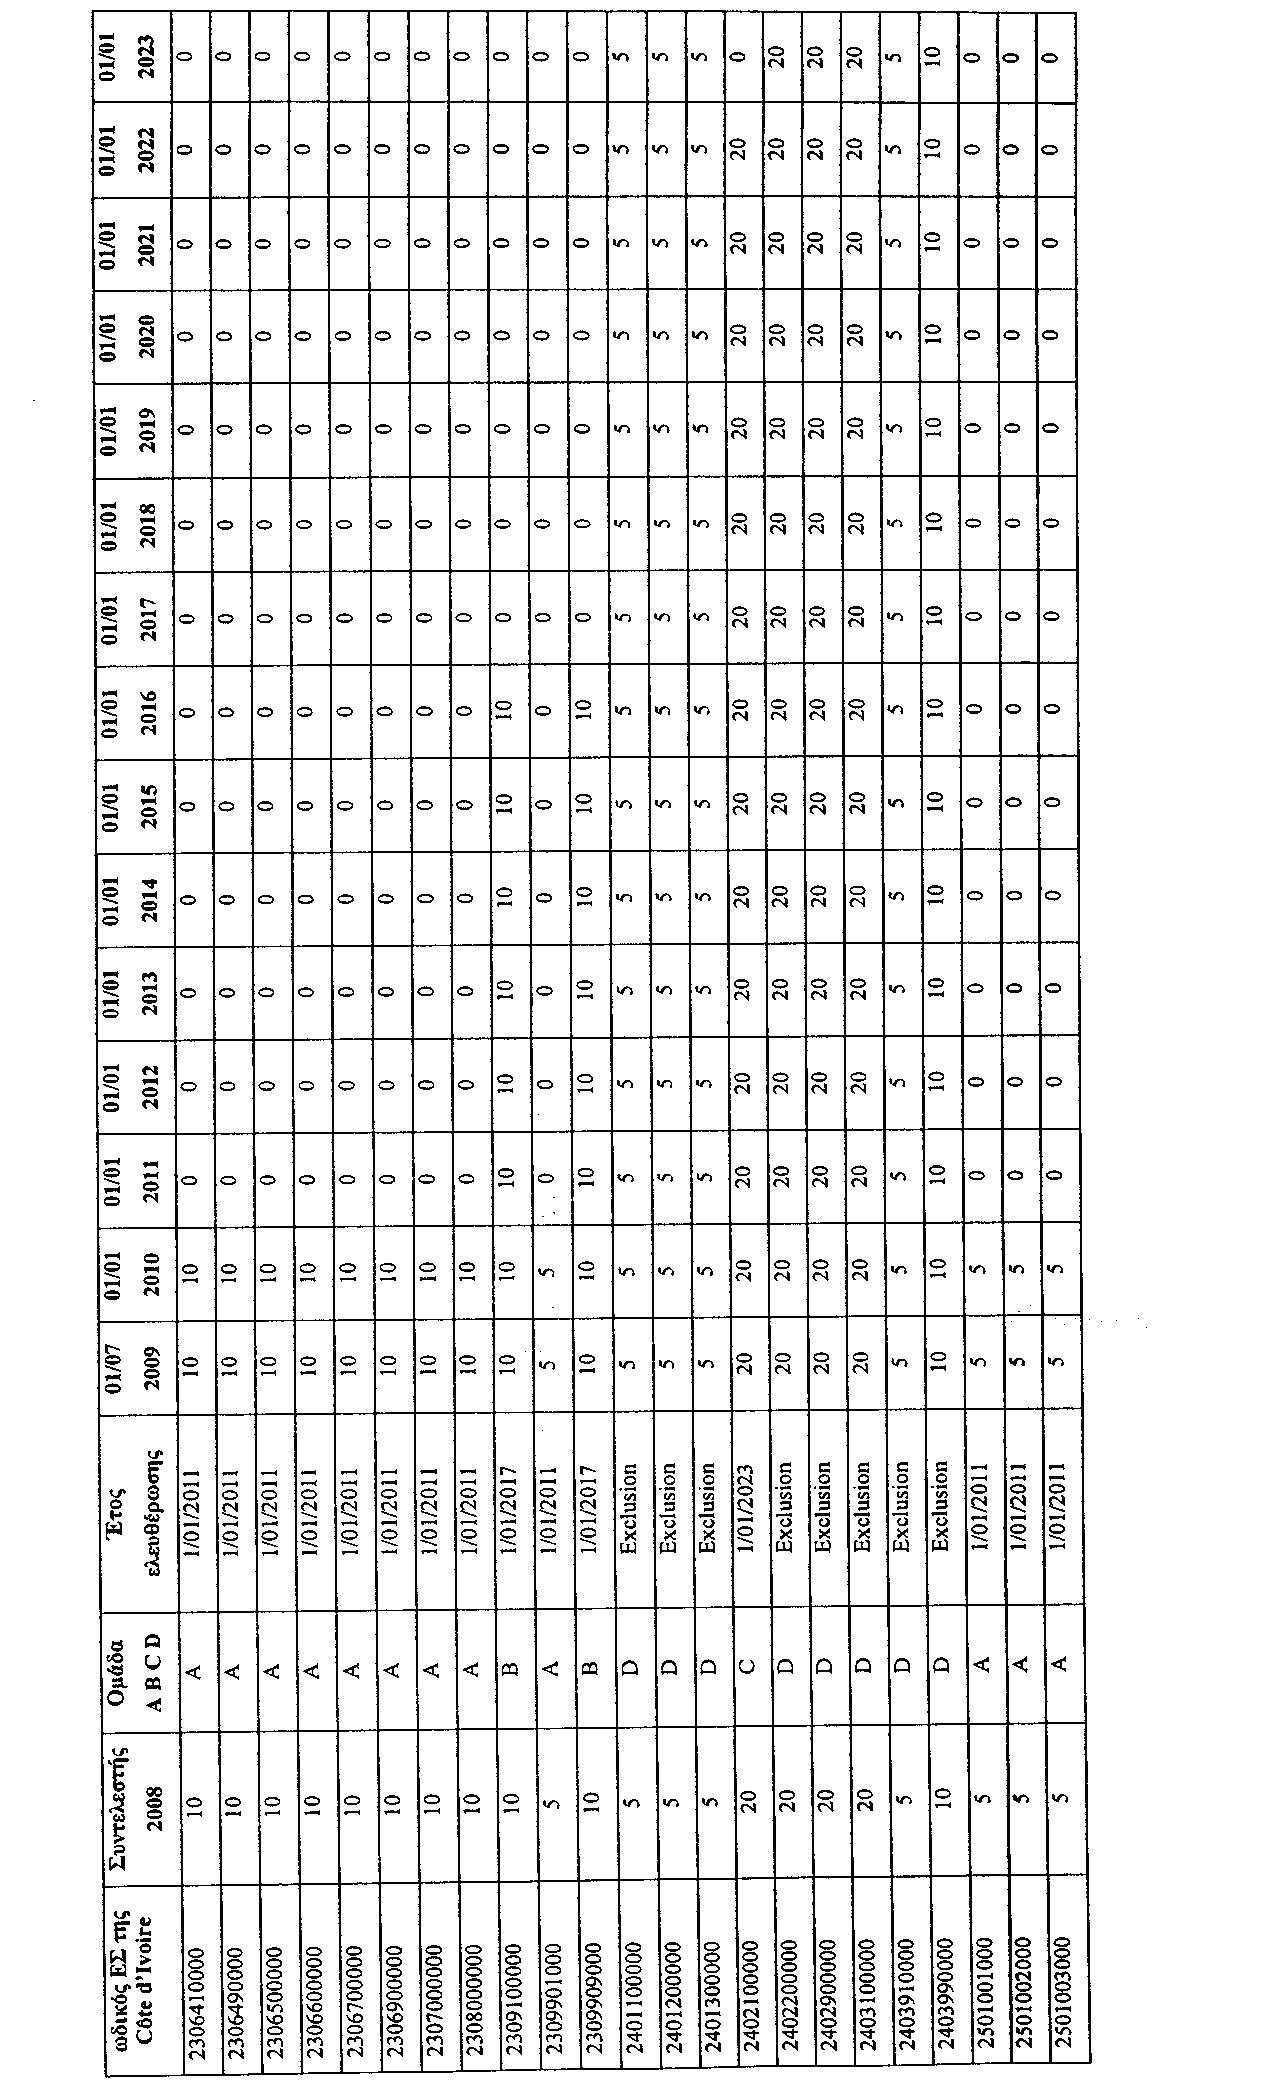 ωδικός ΕΣ της Côte d'Ivoire Συντελεστής 2008 Ομάδα A B C D Έτος ελευθέρωσης 01/07 2009 01/01 2010 01/01 2011 01/01 2012 01/01 2013 01/01 2014 01/01 2015 01/01 2016 01/01 2017 01/01 2018 01/01 2019 01/01 2020 01/01 2021 01/01 2022 01/01 2023
2306410000 10 A 1/01/2011 10 10 0 0 0 0 0 0 0 0 0 0 0 0 0
2306490000 10 A 1/01/2011 10 10 0 0 0 0 0 0 0 0 0 0 0 0 0
2306500000 10 A 1/01/2011 10 10 0 0 0 0 0 0 0 0 0 0 0 0 0
2306600000 10 A 1/01/2011 10 10 0 0 0 0 0 0 0 0 0 0 0 0 0
2306700000 10 A 1/01/2011 10 10 0 0 0 0 0 0 0 0 0 0 0 0 0
2306900000 10 A 1/01/2011 10 10 0 0 0 0 0 0 0 0 0 0 0 0 0
2307000000 10 A 1/01/2011 10 10 0 0 0 0 0 0 0 0 0 0 0 0 0
2308000000 10 A 1/01/2011 10 10 0 0 0 0 0 0 0 0 0 0 0 0 0
2309100000 10 B 1/01/2017 10 10 10 10 10 10 10 10 0 0 0 0 0 0 0
2309901000 5 A 1/01/2011 5 5 0 0 0 0 0 0 0 0 0 0 0 0 0
2309909000 10 B 1/01/2017 10 10 10 10 10 10 10 10 0 0 0 0 0 0 0
2401100000 5 D Exclusion 5 5 5 5 5 5 5 5 5 5 5 5 5 5 5
2401200000 5 D Exclusion 5 5 5 5 5 5 5 5 5 5 5 5 5 5 5
2401300000 5 D Exclusion 5 5 5 5 5 5 5 5 5 5 5 5 5 5 5
2402100000 20 C 1/01/2023 20 20 20 20 20 20 20 20 20 20 20 20 20 20 0
2402200000 20 D Exclusion 20 20 20 20 20 20 20 20 20 20 20 20 20 20 20
2402900000 20 D Exclusion 20 20 20 20 20 20 20 20 20 20 20 20 20 20 20
2403100000 20 D Exclusion 20 20 20 20 20 20 20 20 20 20 20 20 20 20 20
2403910000 5 D Exclusion 5 5 5 5 5 5 5 5 5 5 5 5 5 5 5
2403990000 10 D Exclusion 10 10 10 10 10 10 10 10 10 10 10 10 10 10 10
2501001000 5 A 1/01/2011 5 5 0 0 0 0 0 0 0 0 0 0 0 0 0
2501002000 5 A 1/01/2011 5 5 0 0 0 0 0 0 0 0 0 0 0 0 0
2501003000 5 A 1/01/2011 5 5 0 0 0 0 0 0 0 0 0 0 0 0 0